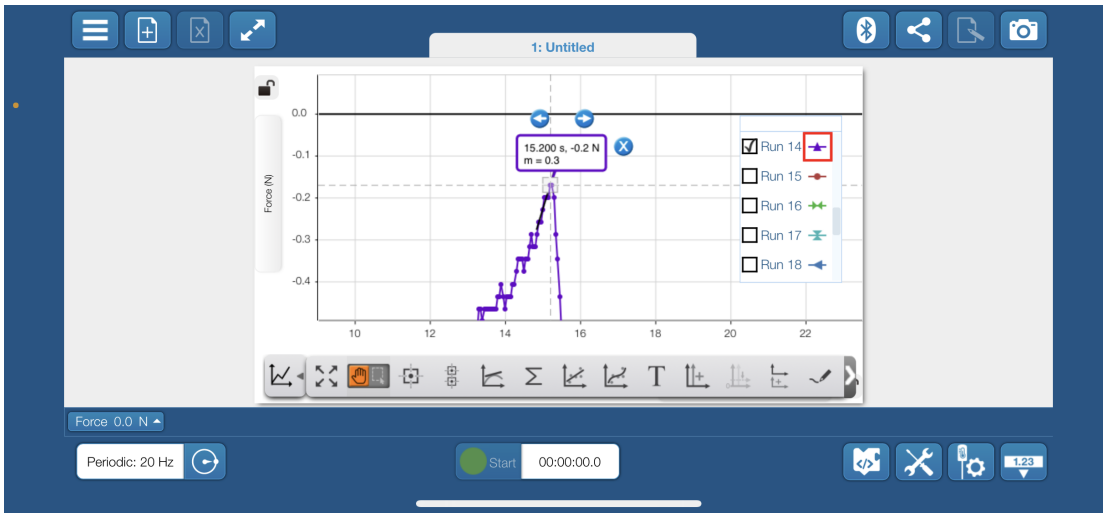 1: Untitled
0.0
-0.1
-0.2
-0.3
-0.4
Force (N)
15.200 s, -0.2 N
m = 0.3
X
Run 14
Run 15
Run 16
Run 17
Run 18
10 12 14 16 18 20 22
Σ T
Force 0.0 N
Periodic: 20 Hz
Start 00:00:00.0
1.23